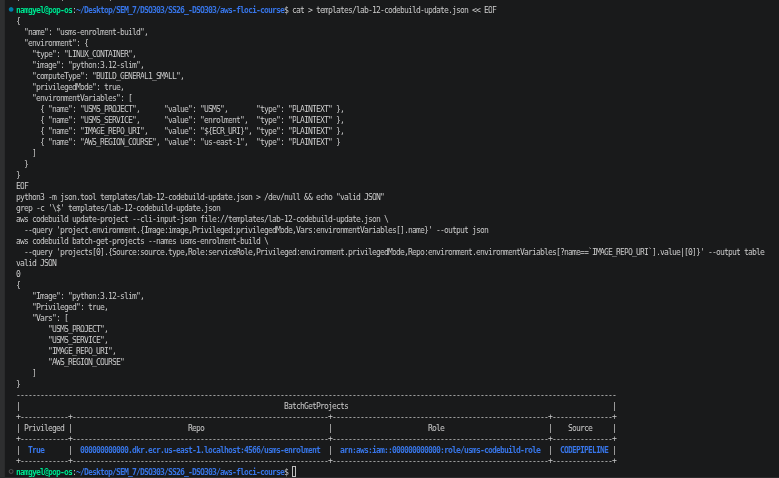 namgyel@pop-os:~/Desktop/SEM_7/DSO303/SS26_-DSO303/aws-floci-course$ cat > templates/lab-12-codebuild-update.json << EOF
{
  "name": "usms-enrolment-build",
  "environment": {
    "type": "LINUX_CONTAINER",
    "image": "python:3.12-slim",
    "computeType": "BUILD_GENERAL1_SMALL",
    "privilegedMode": true,
    "environmentVariables": [
      { "name": "USMS_PROJECT",      "value": "USMS",       "type": "PLAINTEXT" },
      { "name": "USMS_SERVICE",      "value": "enrolment",  "type": "PLAINTEXT" },
      { "name": "IMAGE_REPO_URI",    "value": "${ECR_URI}", "type": "PLAINTEXT" },
      { "name": "AWS_REGION_COURSE", "value": "us-east-1",  "type": "PLAINTEXT" }
    ]
  }
}
EOF
python3 -m json.tool templates/lab-12-codebuild-update.json > /dev/null && echo "valid JSON"
grep -c '\$' templates/lab-12-codebuild-update.json
aws codebuild update-project --cli-input-json file://templates/lab-12-codebuild-update.json \
  --query 'project.environment.{Image:image,Privileged:privilegedMode,Vars:environmentVariables[].name}' --output json
aws codebuild batch-get-projects --names usms-enrolment-build \
  --query 'projects[0].{Source:source.type,Role:serviceRole,Privileged:environment.privilegedMode,Repo:environment.environmentVariables[?name==`IMAGE_REPO_URI`].value|[0]}' --output table
valid JSON
0
{
    "Image": "python:3.12-slim",
    "Privileged": true,
    "Vars": [
        "USMS_PROJECT",
        "USMS_SERVICE",
        "IMAGE_REPO_URI",
        "AWS_REGION_COURSE"
    ]
}
| BatchGetProjects |
| Privileged | Repo | Role | Source |
| True | 000000000000.dkr.ecr.us-east-1.localhost:4566/usms-enrolment | arn:aws:iam::000000000000:role/usms-codebuild-role | CODEPIPELINE |
namgyel@pop-os:~/Desktop/SEM_7/DSO303/SS26_-DSO303/aws-floci-course$